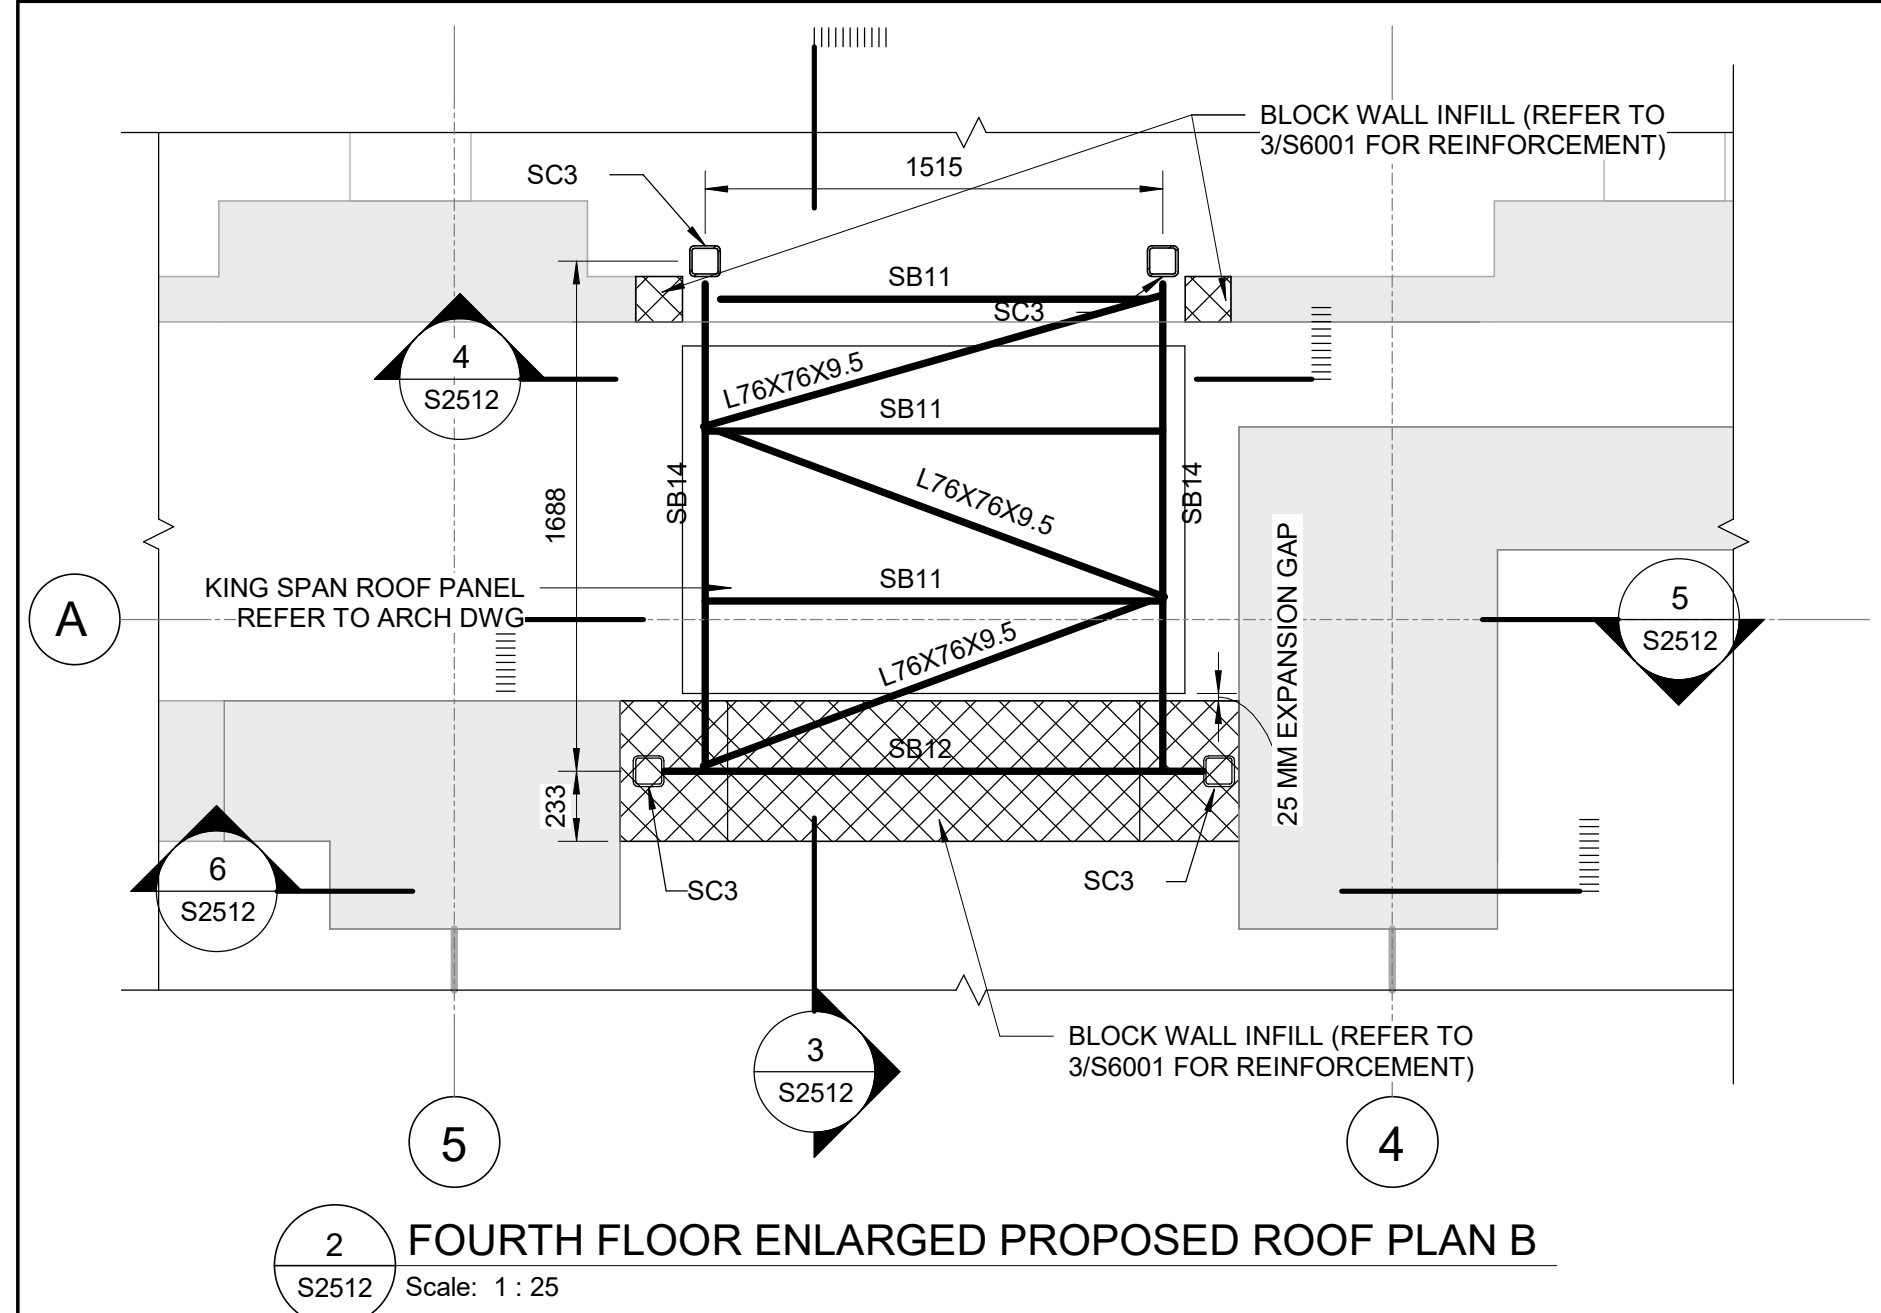 BLOCK WALL INFILL (REFER TO
3/S6001 FOR REINFORCEMENT)
1515
SC3
SB11
SC3
4
S2512
L76X76X9.5
SB11
SB14
L76X76X9.5
SB14
1688
25 MM EXPANSION GAP
KING SPAN ROOF PANEL
REFER TO ARCH DWG
SB11
A
5
S2512
L76X76X9.5
SB12
233
6
S2512
SC3
SC3
3
S2512
BLOCK WALL INFILL (REFER TO
3/S6001 FOR REINFORCEMENT)
5
4
2
S2512
FOURTH FLOOR ENLARGED PROPOSED ROOF PLAN B
Scale: 1 : 25